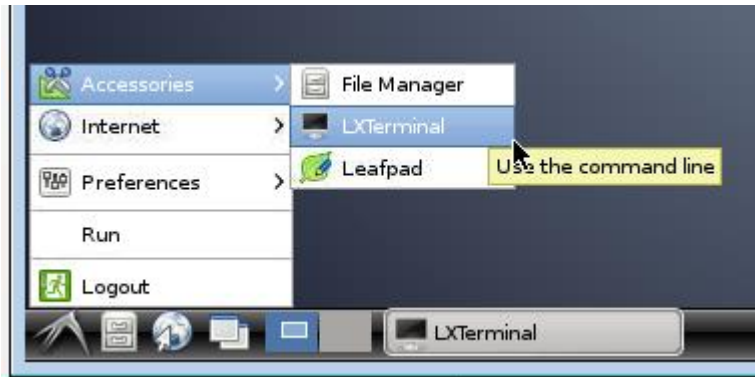 Accessories
File Manager
Internet
LXTerminal
Leafpad
Use the command line
Preferences
Run
Logout
LXTerminal